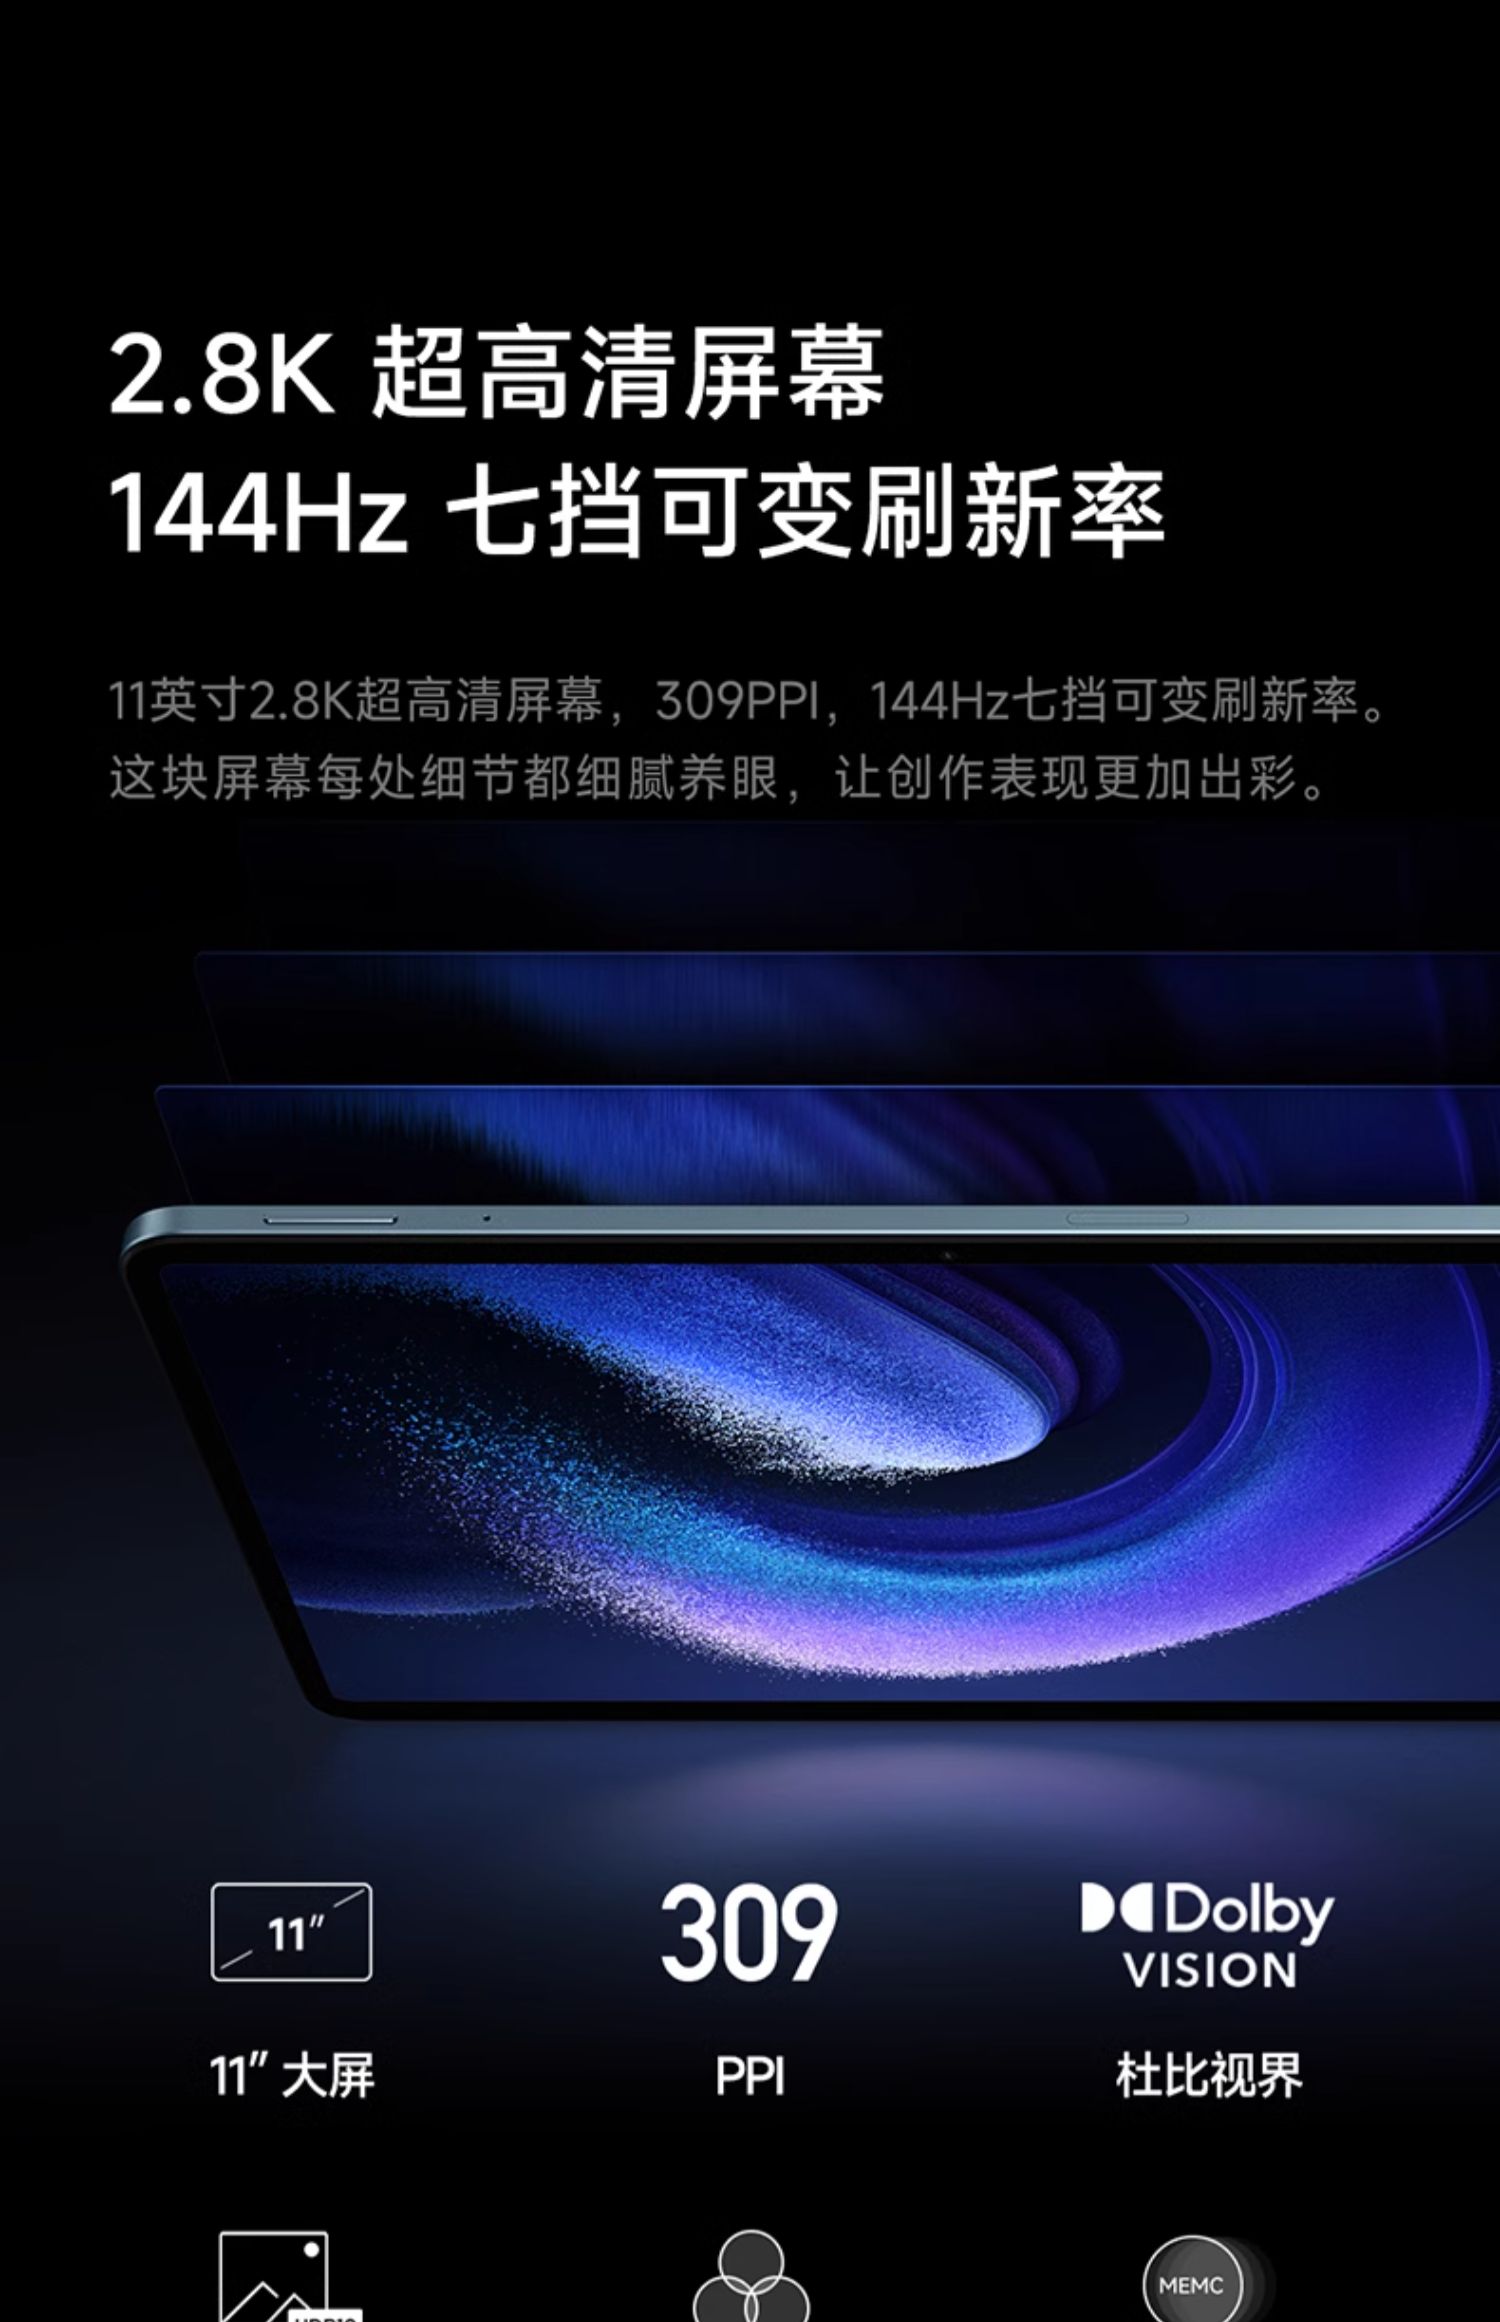 2.8K 超高清屏幕
144Hz 七挡可变刷新率
11英寸2.8K超高清屏幕，309PPI，144Hz七挡可变刷新率。
这块屏幕每处细节都细腻养眼，让创作表现更加出彩。
11″
309
Dolby
VISION
11″ 大屏
PPI
杜比视界
MEMC